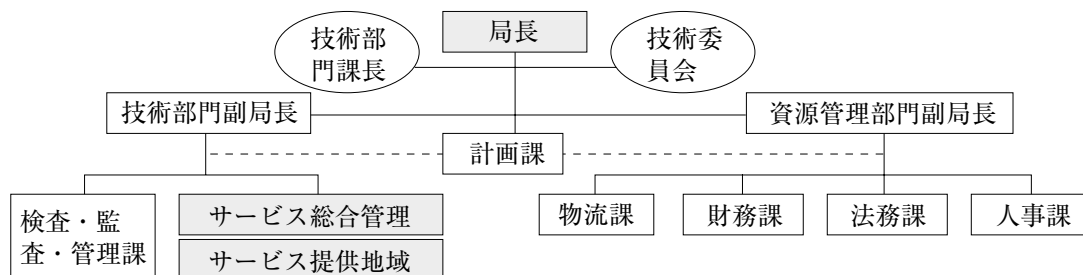 局長
技術部
門課長
技術委
員会
技術部門副局長
資源管理部門副局長
計画課
検査・監
査・管理課
サービス総合管理
サービス提供地域
物流課
財務課
法務課
人事課